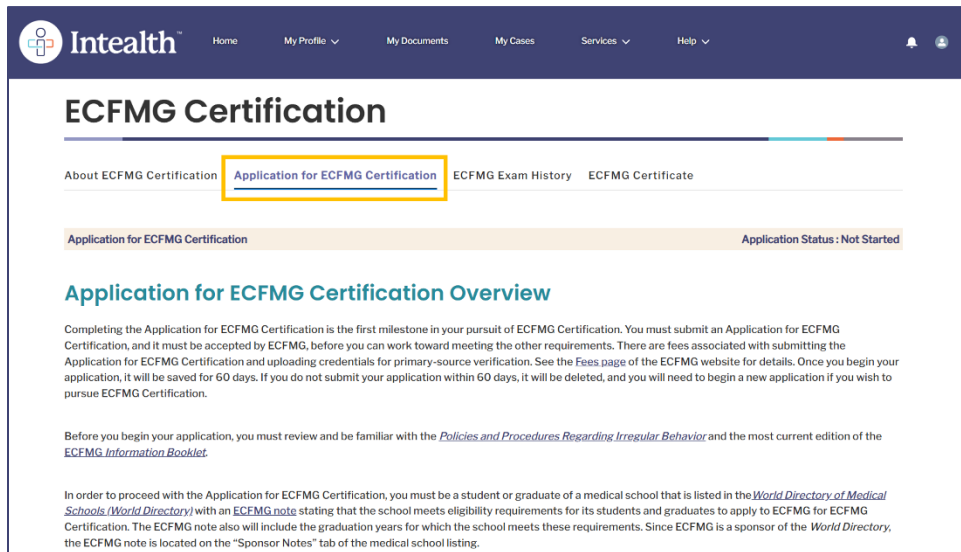 Intealth™ Home My Profile My Documents My Cases Services Help
ECFMG Certification
About ECFMG Certification Application for ECFMG Certification ECFMG Exam History ECFMG Certificate
Application for ECFMG Certification Application Status : Not Started
Application for ECFMG Certification Overview
Completing the Application for ECFMG Certification is the first milestone in your pursuit of ECFMG Certification. You must submit an Application for ECFMG
Certification, and it must be accepted by ECFMG, before you can work toward meeting the other requirements. There are fees associated with submitting the
Application for ECFMG Certification and uploading credentials for primary-source verification. See the Fees page of the ECFMG website for details. Once you begin your
application, it will be saved for 60 days. If you do not submit your application within 60 days, it will be deleted, and you will need to begin a new application if you wish to
pursue ECFMG Certification.
Before you begin your application, you must review and be familiar with the Policies and Procedures Regarding Irregular Behavior and the most current edition of the
ECFMG Information Booklet.
In order to proceed with the Application for ECFMG Certification, you must be a student or graduate of a medical school that is listed in the World Directory of Medical
Schools (World Directory) with an ECFMG note stating that the school meets eligibility requirements for its students and graduates to apply to ECFMG for ECFMG
Certification. The ECFMG note also will include the graduation years for which the school meets these requirements. Since ECFMG is a sponsor of the World Directory,
the ECFMG note is located on the “Sponsor Notes” tab of the medical school listing.